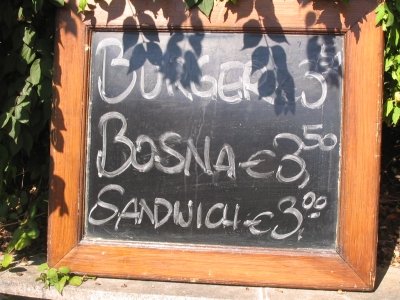 BURGER 3
BOSNA €3,50
SANDWICH €3,00